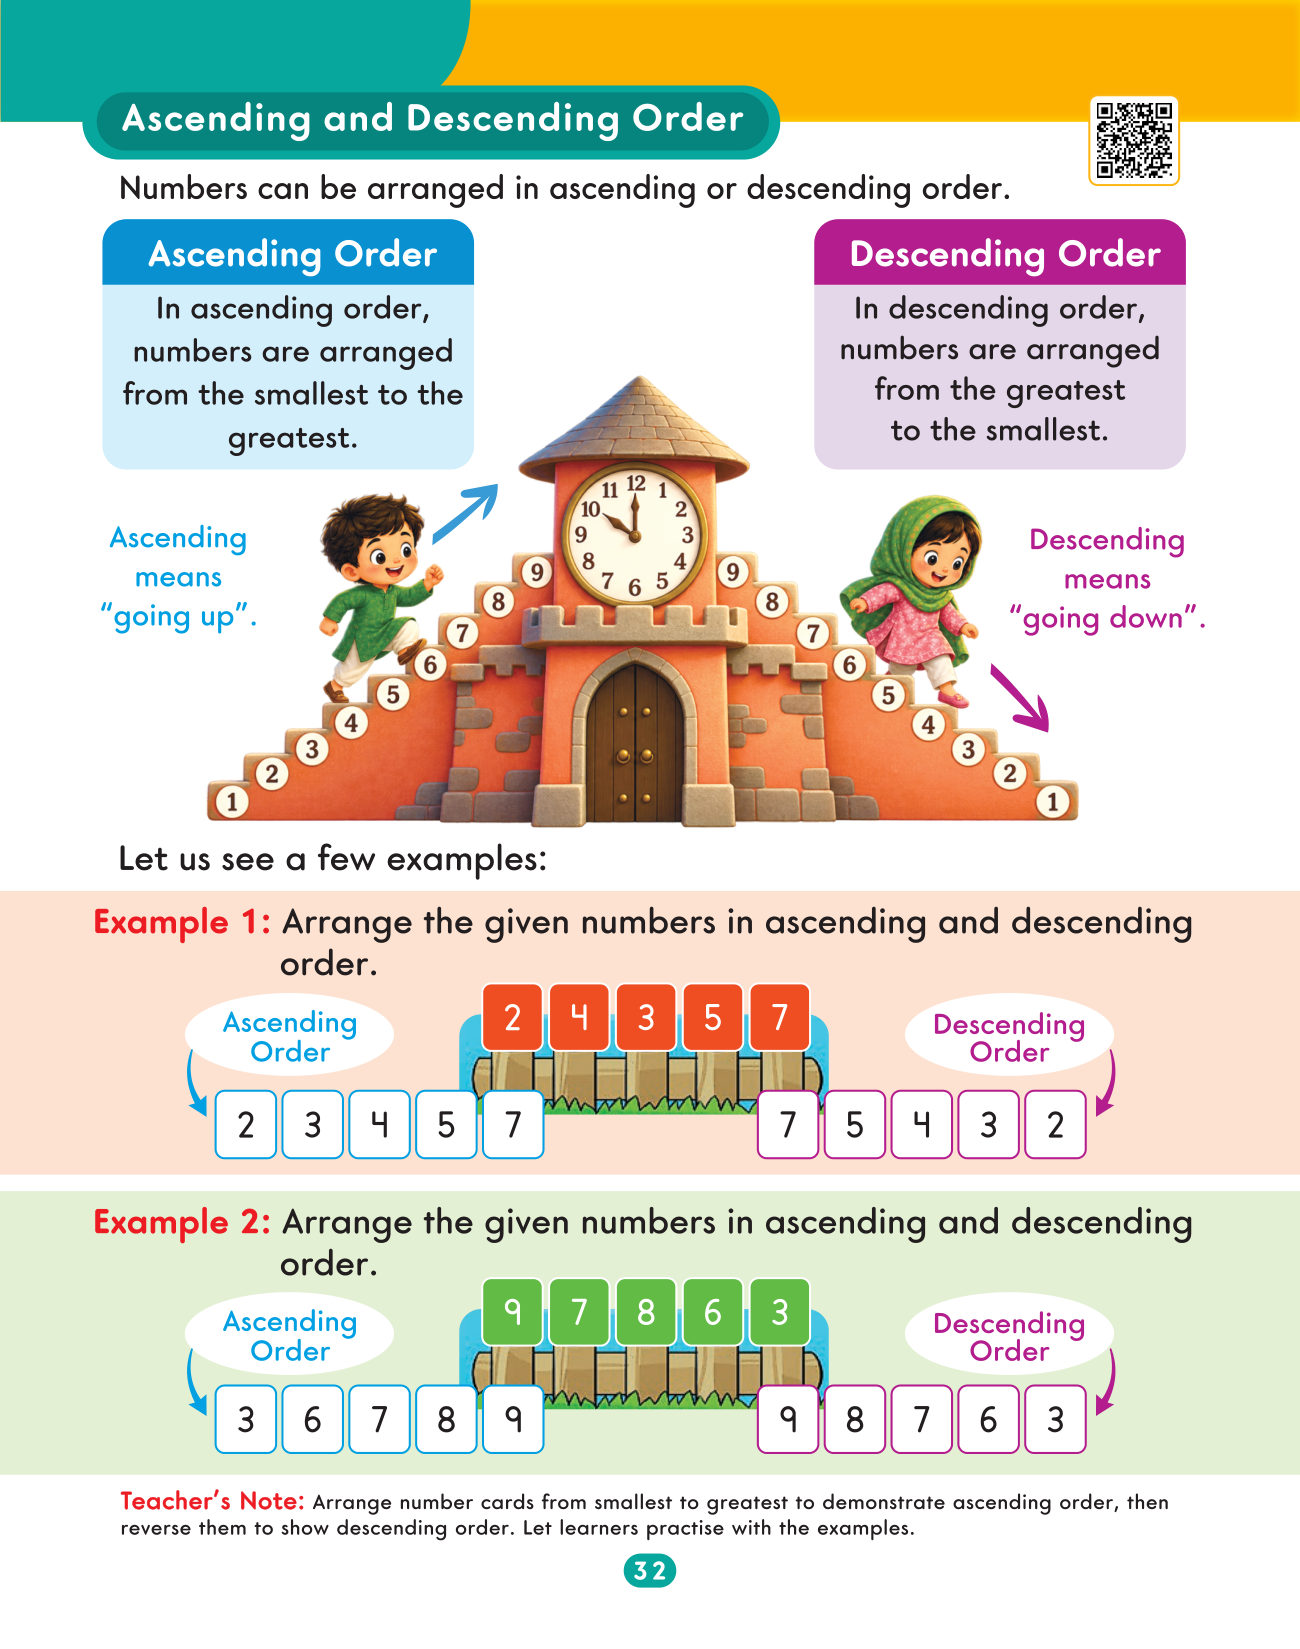 Ascending and Descending Order
Numbers can be arranged in ascending or descending order.
Ascending Order
In ascending order,
numbers are arranged
from the smallest to the
greatest.
Descending Order
In descending order,
numbers are arranged
from the greatest
to the smallest.
Ascending
means
“going up”.
Descending
means
“going down”.
12
1
2
3
4
5
6
7
8
9
10
11
1
2
3
4
5
6
7
8
9
9
8
7
6
5
4
3
2
1
Let us see a few examples:
Example 1: Arrange the given numbers in ascending and descending
order.
2 4 3 5 7
Ascending
Order
2 3 4 5 7
Descending
Order
7 5 4 3 2
Example 2: Arrange the given numbers in ascending and descending
order.
9 7 8 6 3
Ascending
Order
3 6 7 8 9
Descending
Order
9 8 7 6 3
Teacher’s Note: Arrange number cards from smallest to greatest to demonstrate ascending order, then
reverse them to show descending order. Let learners practise with the examples.
32